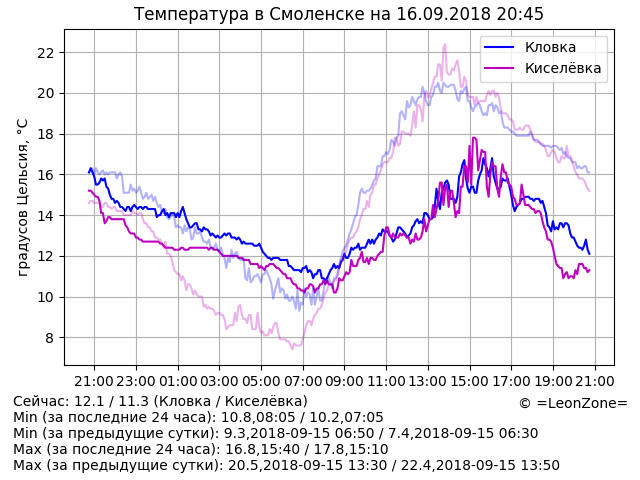 Температура в Смоленске на 16.09.2018 20:45
Кловка
Киселёвка
градусов Цельсия, °C
22
20
18
16
14
12
10
8
21:00 23:00 01:00 03:00 05:00 07:00 09:00 11:00 13:00 15:00 17:00 19:00 21:00
Сейчас: 12.1 / 11.3 (Кловка / Киселёвка)
© =LeonZone=
Min (за последние 24 часа): 10.8,08:05 / 10.2,07:05
Min (за предыдущие сутки): 9.3,2018-09-15 06:50 / 7.4,2018-09-15 06:30
Max (за последние 24 часа): 16.8,15:40 / 17.8,15:10
Max (за предыдущие сутки): 20.5,2018-09-15 13:30 / 22.4,2018-09-15 13:50